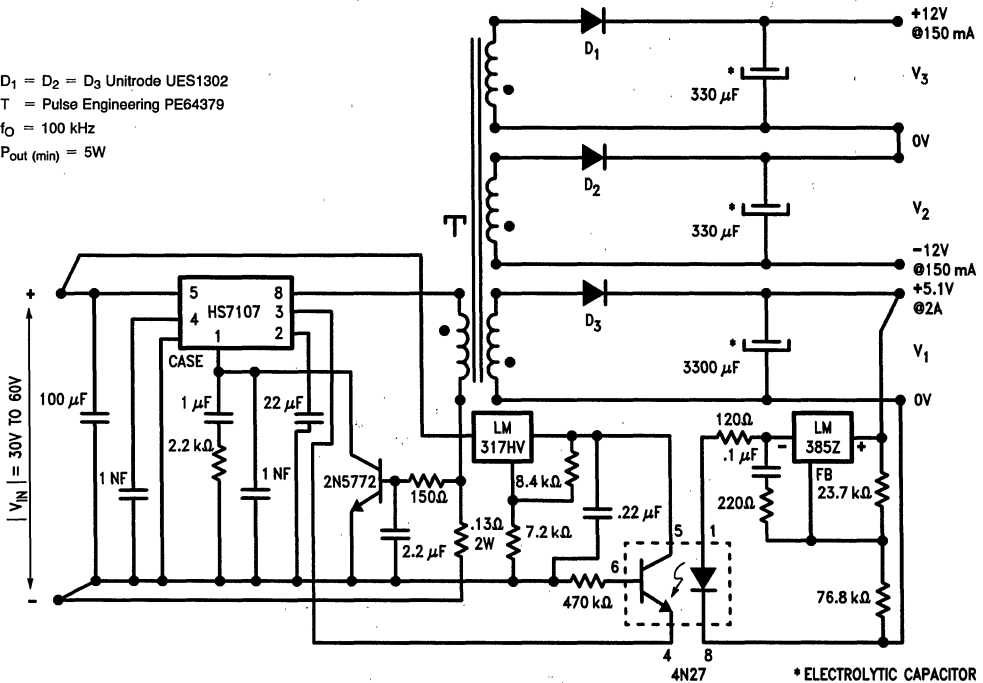 D1 = D2 = D3 Unitrode UES1302
T = Pulse Engineering PE64379
fO = 100 kHz
Pout (min) = 5W
D1
*
330 μF
+12V
@150 mA
V3
0V
D2
*
330 μF
V2
-12V
@150 mA
T
+5.1V
@2A
D3
*
3300 μF
V1
0V
+
5
4
HS7107
8
3
2
1
CASE
|VIN| = 30V TO 60V
100 μF
1 NF
1 μF
2.2 kΩ
1 NF
22 μF
2N5772
150Ω
2.2 μF
.13Ω
2W
LM
317HV
8.4 kΩ
7.2 kΩ
.22 μF
120Ω
.1 μF
220Ω
-
LM
385Z
+
FB
23.7 kΩ
76.8 kΩ
-
470 kΩ
6
5
1
4
8
4N27
* ELECTROLYTIC CAPACITOR